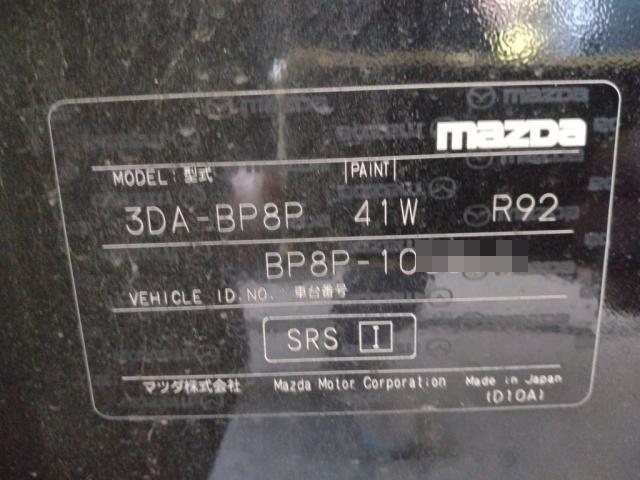 mazda
MODEL : 型式 PAINT
3DA-BP8P 41W R92
BP8P-10
VEHICLE ID.NO. 車台番号
SRS I
マツダ株式会社 Mazda Motor Corporation Made in Japan
(D10A)